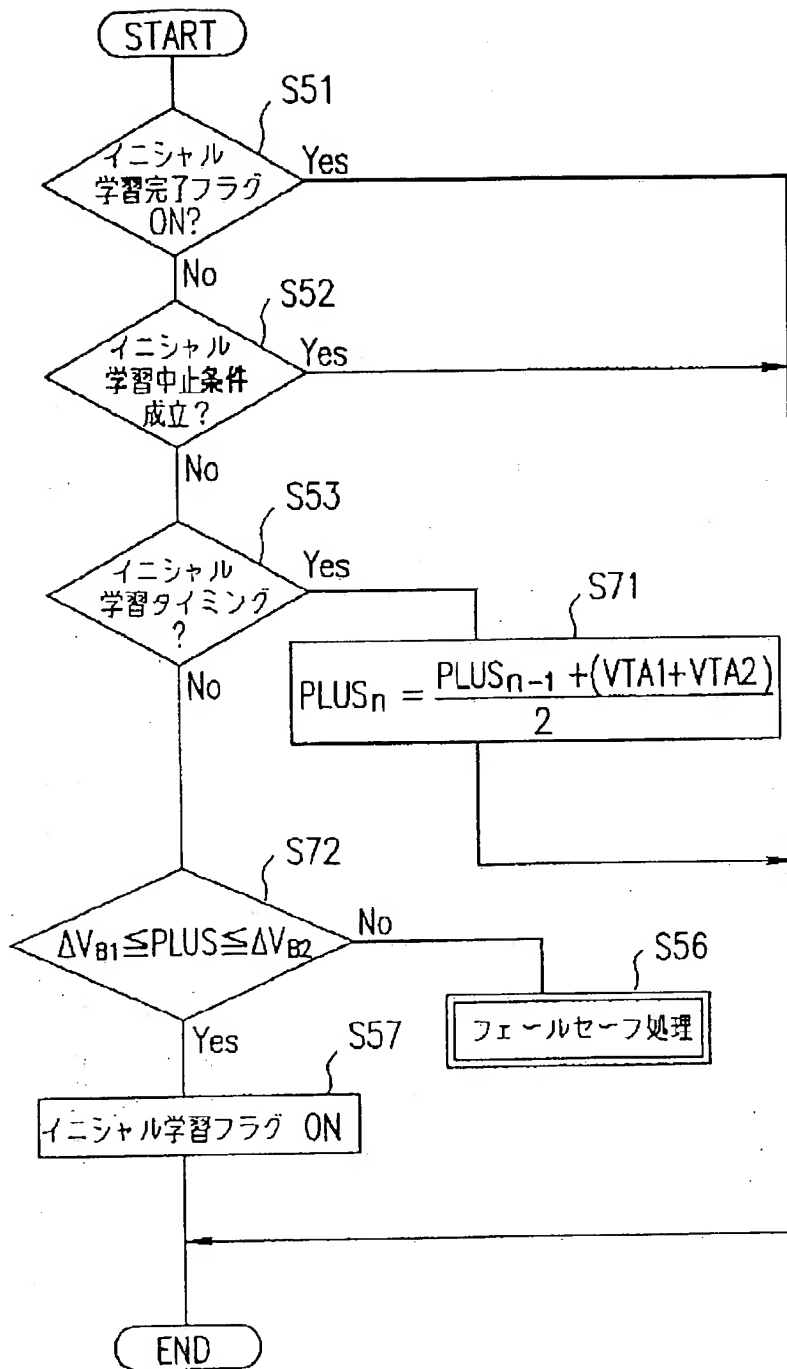 START
S51
イニシャル
学習完了フラグ
ON?
Yes
No
S52
イニシャル
学習中止条件
成立?
Yes
No
S53
イニシャル
学習タイミング
?
Yes
No
S71
PLUSn = PLUSn-1 +(VTA1+VTA2)
2
S72
ΔVB1≦PLUS≦ΔVB2
No
Yes
S56
フェールセーフ処理
S57
イニシャル学習フラグ ON
END